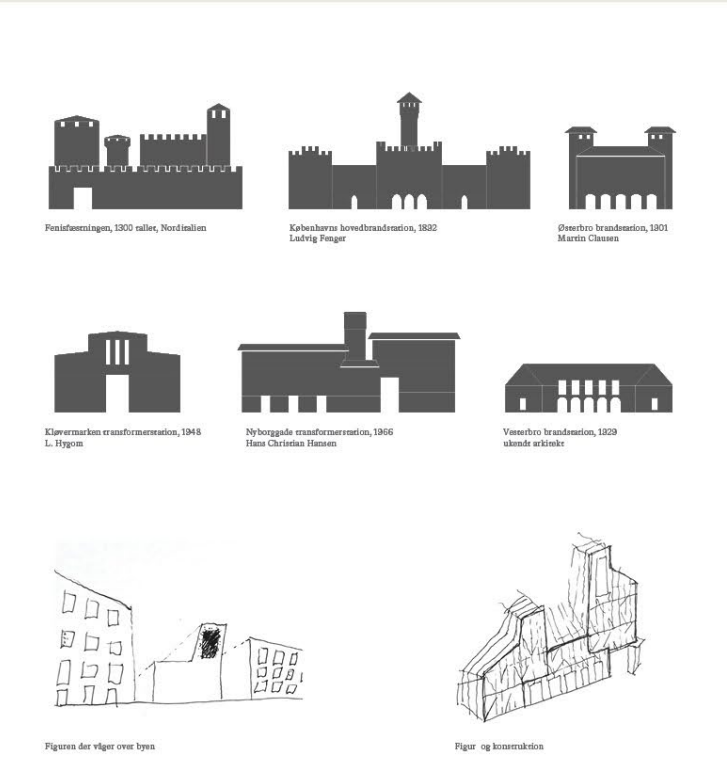 Fenisfæstningen, 1300 tallet, Norditalien
Københavns hovedbrandstation, 1892
Ludvig Fenger
Østerbro brandstation, 1901
Martin Clausen
Kløvermarken transformerstation, 1948
L. Hygom
Nyborggade transformerstation, 1966
Hans Christian Hansen
Vesterbro brandstation, 1929
ukendt arkitekt
Figuren der våger over byen
Figur og konstruktion